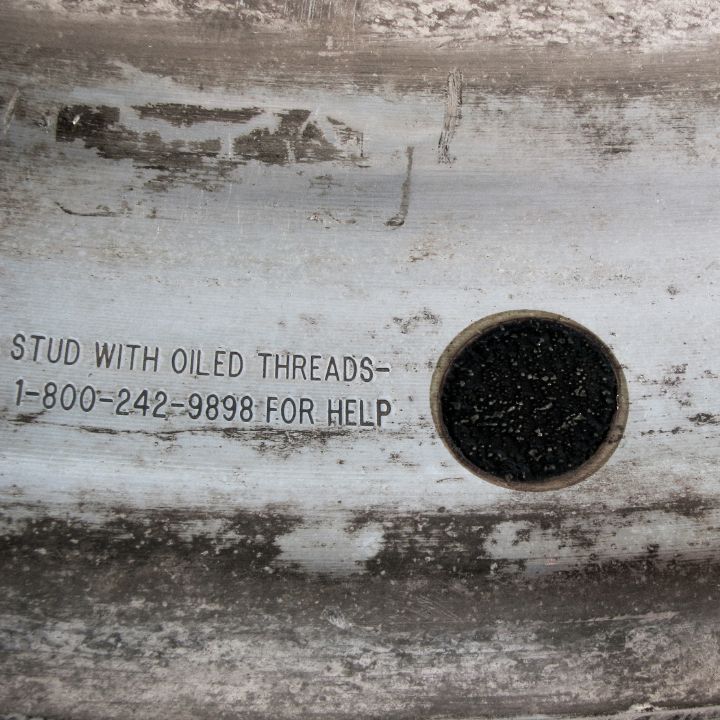 STUD WITH OILED THREADS-
1-800-242-9898 FOR HELP